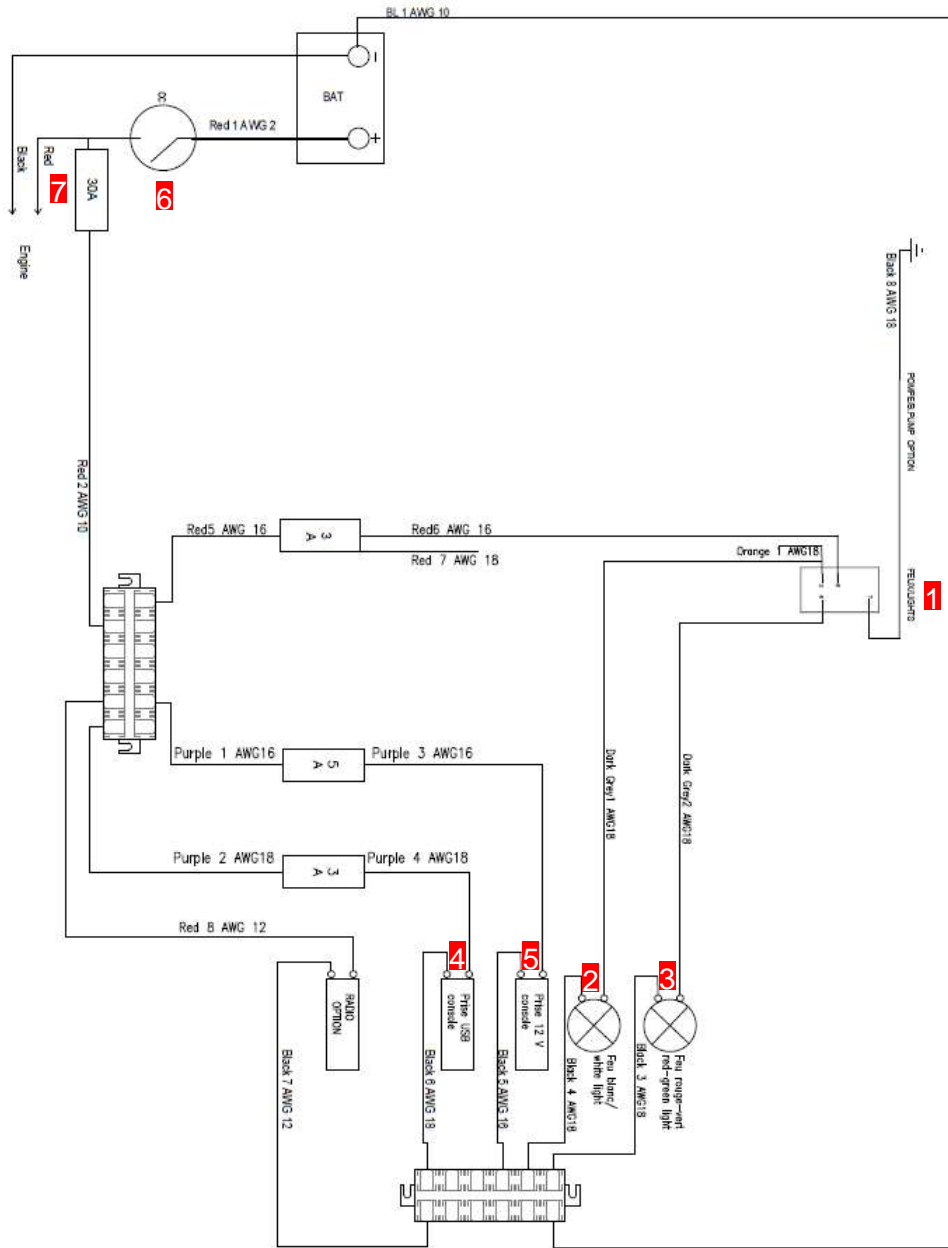 BL 1 AWG 10
-
BAT
+
Red 1 AWG 2
6
Black
Red
7
30A
Engine
Red 2 AWG 10
Black 8 AWG 18
POMPE/B.PUMP OPTION
FEUX/LIGHTS
1
Red5 AWG 16
3
A
Red6 AWG 16
Red 7 AWG 18
Orange 1 AWG18
Purple 1 AWG16
5
A
Purple 3 AWG16
Dark Grey1 AWG18
Dark Grey2 AWG18
Purple 2 AWG18
3
A
Purple 4 AWG18
Red 8 AWG 12
4
5
2
3
RADIO
OPTION
Prise USB
console
Prise 12 V
console
Feu blanc/
white light
Feu rouge-vert
red-green light
Black 7 AWG 12
Black 6 AWG 18
Black 5 AWG 16
Black 4 AWG18
Black 3 AWG18